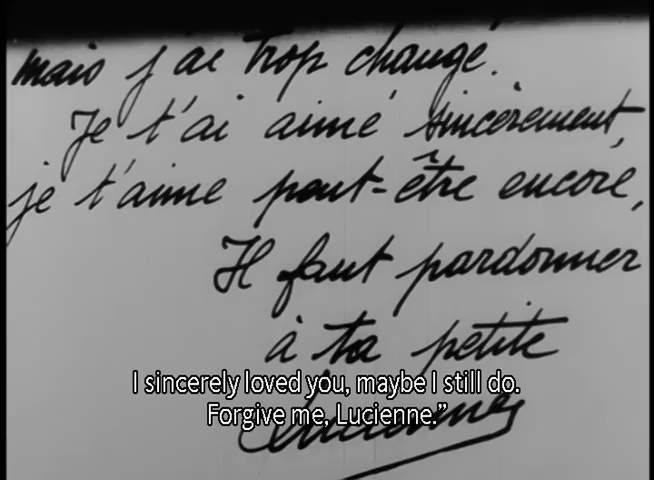 mais j'ai trop changé.
Je t'ai aimé sincèrement,
je t'aime peut-être encore,
Il faut pardonner
à ta petite
I sincerely loved you, maybe I still do.
Forgive me, Lucienne.”
Lucienne